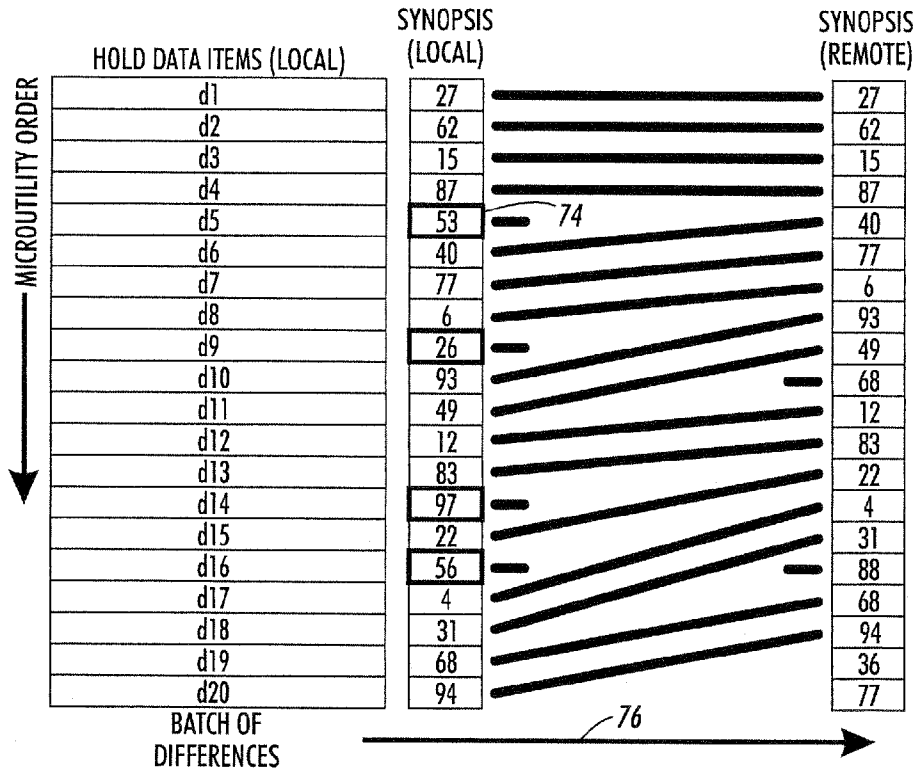 SYNOPSIS (LOCAL)
SYNOPSIS (REMOTE)
HOLD DATA ITEMS (LOCAL)
MICROUTILITY ORDER
d1 27 27
d2 62 62
d3 15 15
d4 87 87
d5 53 74 40
d6 40 77
d7 77 6
d8 6 93
d9 26 49
d10 93 68
d11 49 12
d12 12 83
d13 83 22
d14 97 4
d15 22 31
d16 56 88
d17 4 68
d18 31 94
d19 68 36
d20 94 77
BATCH OF
DIFFERENCES
76